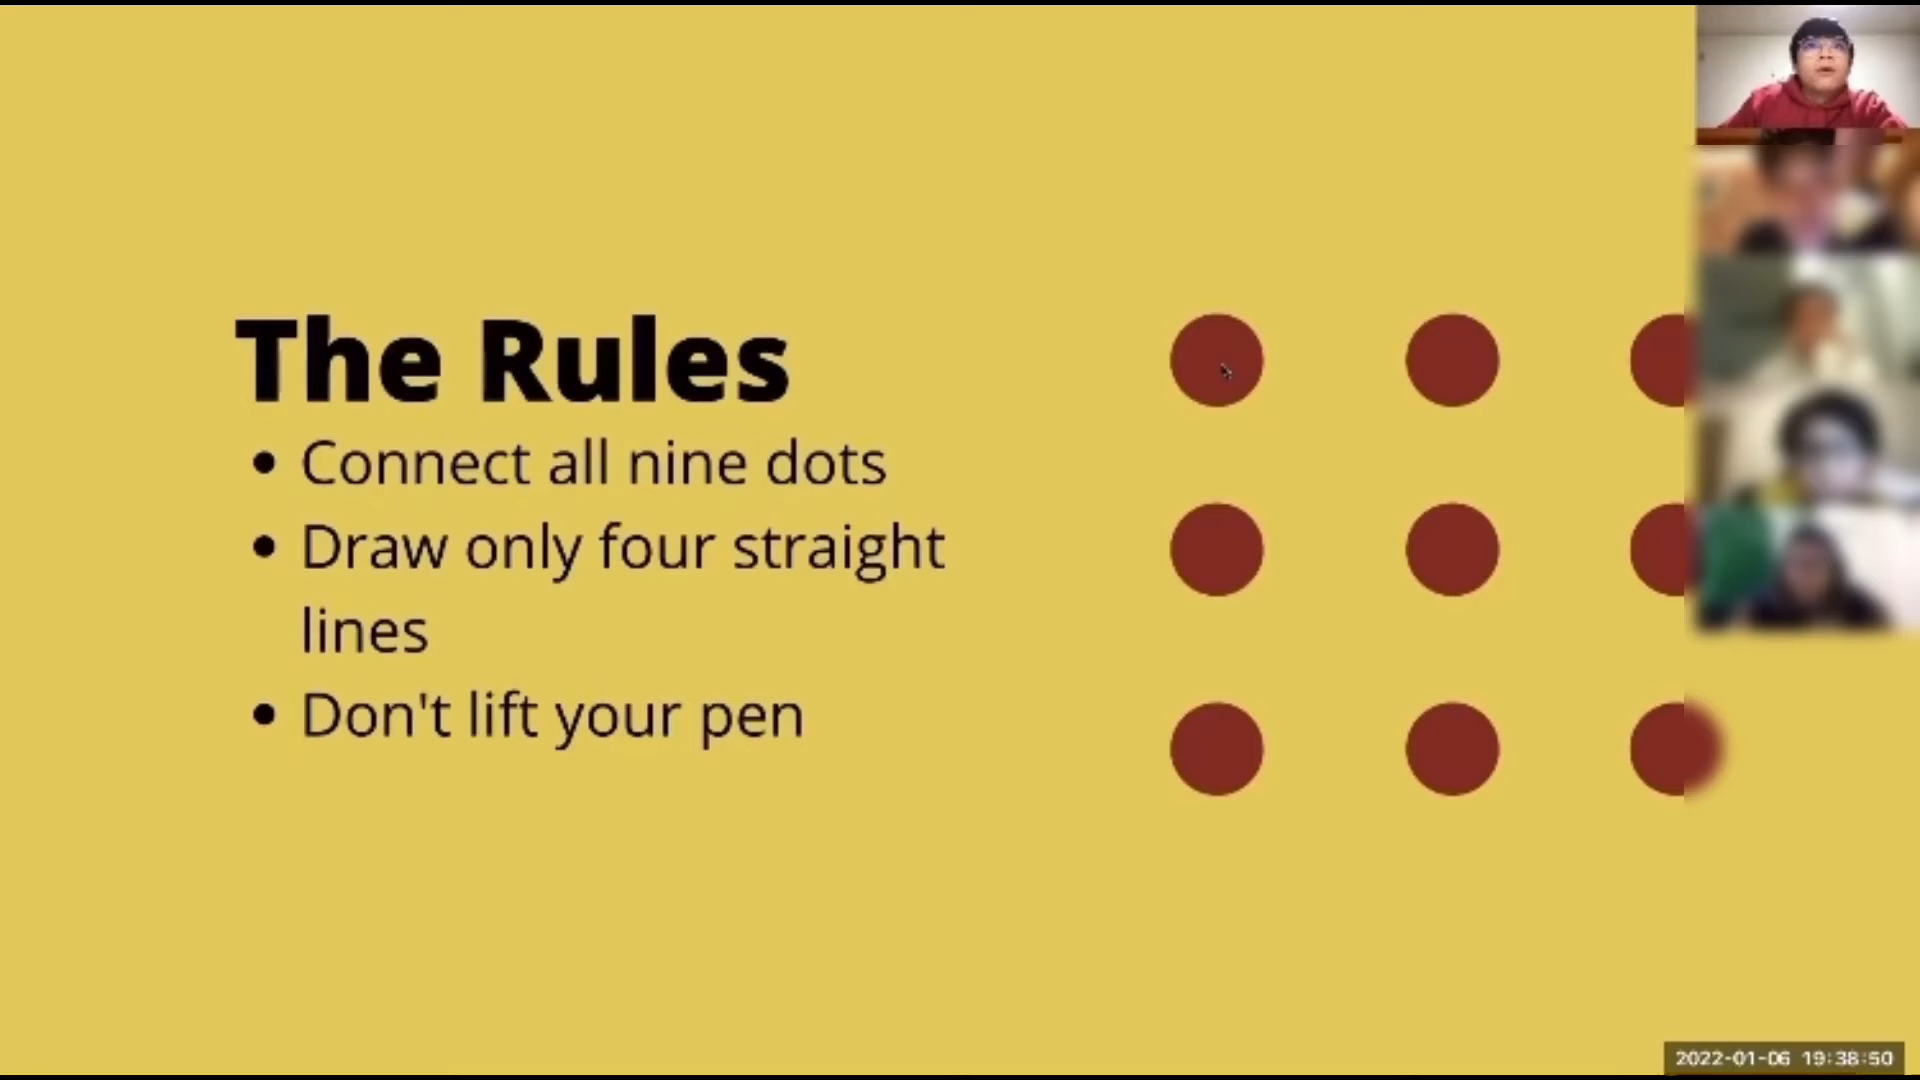 The Rules
• Connect all nine dots
• Draw only four straight
lines
• Don't lift your pen
2022-01-06 19:38:50